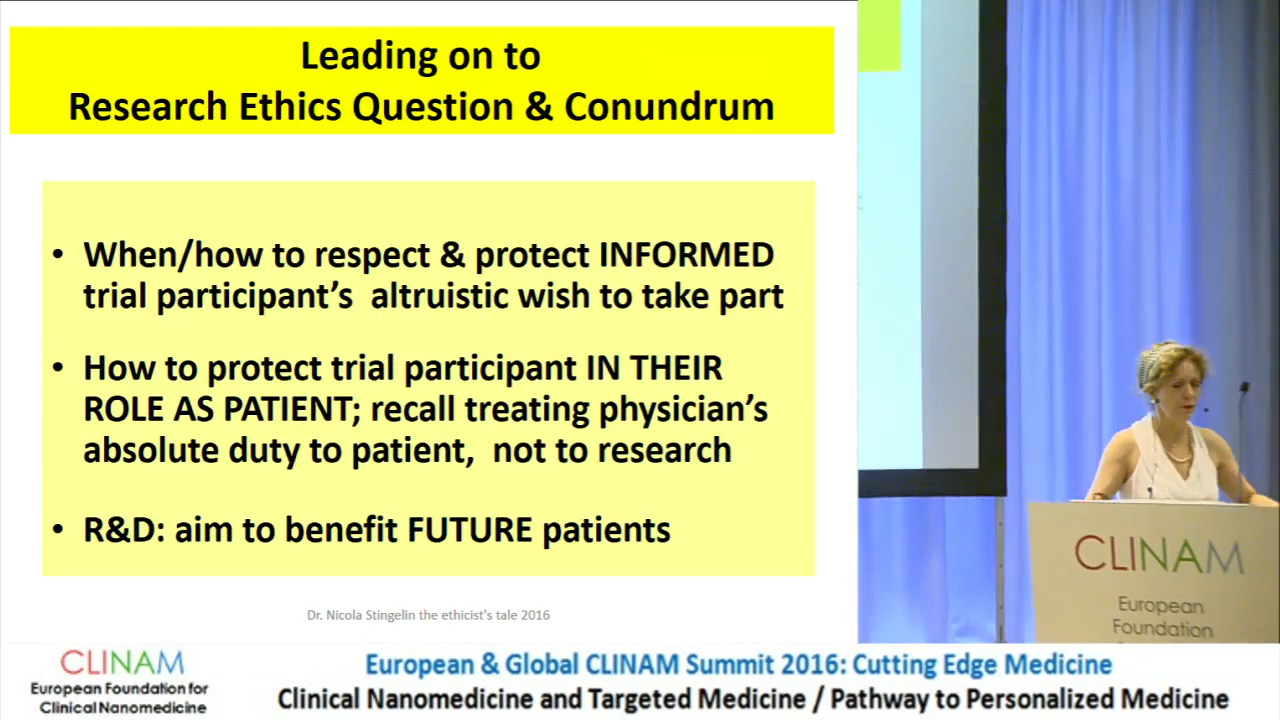 Leading on to
Research Ethics Question & Conundrum
• When/how to respect & protect INFORMED
trial participant's altruistic wish to take part
• How to protect trial participant IN THEIR
ROLE AS PATIENT; recall treating physician's
absolute duty to patient, not to research
• R&D: aim to benefit FUTURE patients
Dr. Nicola Stingelin the ethicist's tale 2016
CLINAM
European
Foundation
CLINAM
European Foundation for
Clinical Nanomedicine
European & Global CLINAM Summit 2016: Cutting Edge Medicine
Clinical Nanomedicine and Targeted Medicine / Pathway to Personalized Medicine